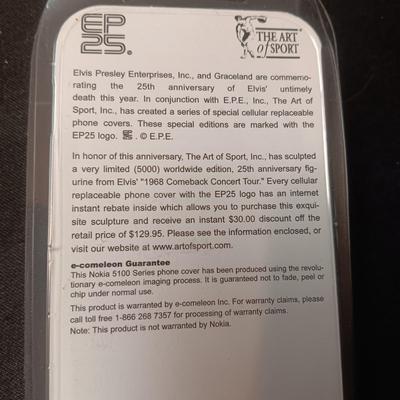 EP
25.
THE ART
of SPORT
Elvis Presley Enterprises, Inc., and Graceland are commemo-
rating the 25th anniversary of Elvis' untimely
death this year. In conjunction with E.P.E., Inc., The Art of
Sport, Inc., has created a series of special cellular replaceable
phone covers. These special editions are marked with the
EP25 logo. . © E.P.E.
In honor of this anniversary, The Art of Sport, Inc., has sculpted
a very limited (5000) worldwide edition, 25th anniversary fig-
urine from Elvis' "1968 Comeback Concert Tour." Every cellular
replaceable phone cover with the EP25 logo has an internet
instant rebate inside which allows you to purchase this exqui-
site sculpture and receive an instant $30.00 discount off the
retail price of $129.95. Please see the information enclosed, or
visit our website at www.artofsport.com.
e-comeleon Guarantee
This Nokia 5100 Series phone cover has been produced using the revolu-
tionary e-comeleon imaging process. It is guaranteed not to fade, peel or
chip under normal use.
This product is warranted by e-comeleon Inc. For warranty claims, please
call toll free 1-866 268 7357 for processing of warranty claims.
Note: This product is not warranted by Nokia.